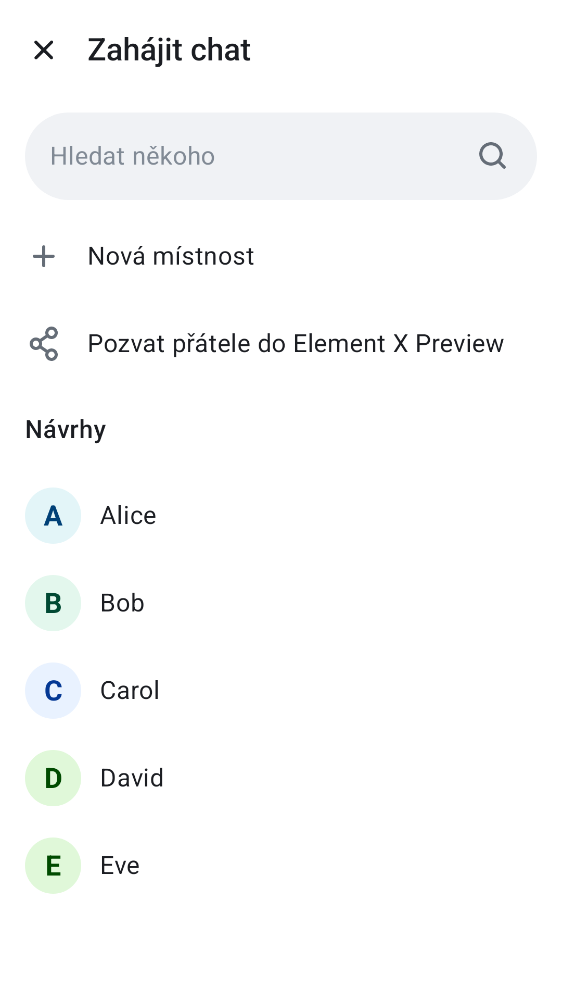 Zahájit chat
Hledat někoho
Nová místnost
Pozvat přátele do Element X Preview
Návrhy
A Alice
B Bob
C Carol
D David
E Eve